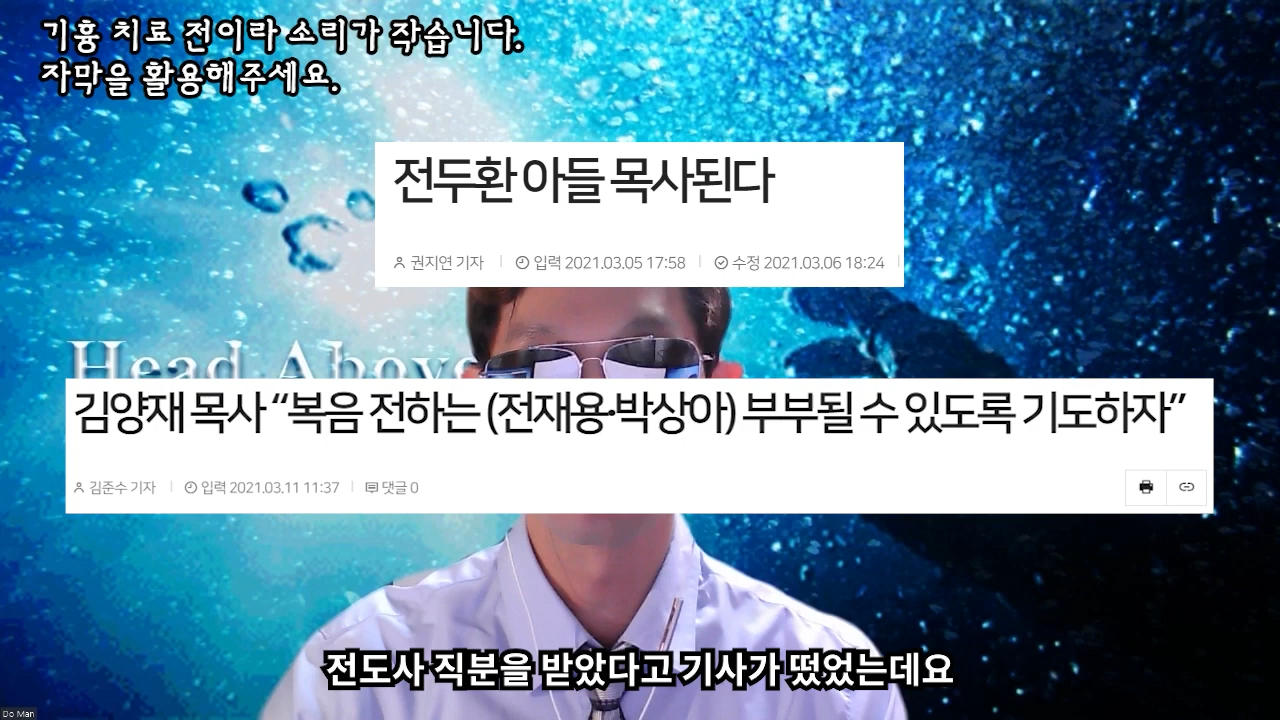 기흉 치료 전이라 소리가 작습니다.
자막을 활용해주세요.
전두환 아들 목사된다
권지연 기자 입력 2021.03.05 17:58 수정 2021.03.06 18:24
Head Above
김양재 목사 “복음 전하는 (전재용·박상아) 부부될 수 있도록 기도하자”
김준수 기자 입력 2021.03.11 11:37 댓글 0
전도사 직분을 받았다고 기사가 떴었는데요
Do Man